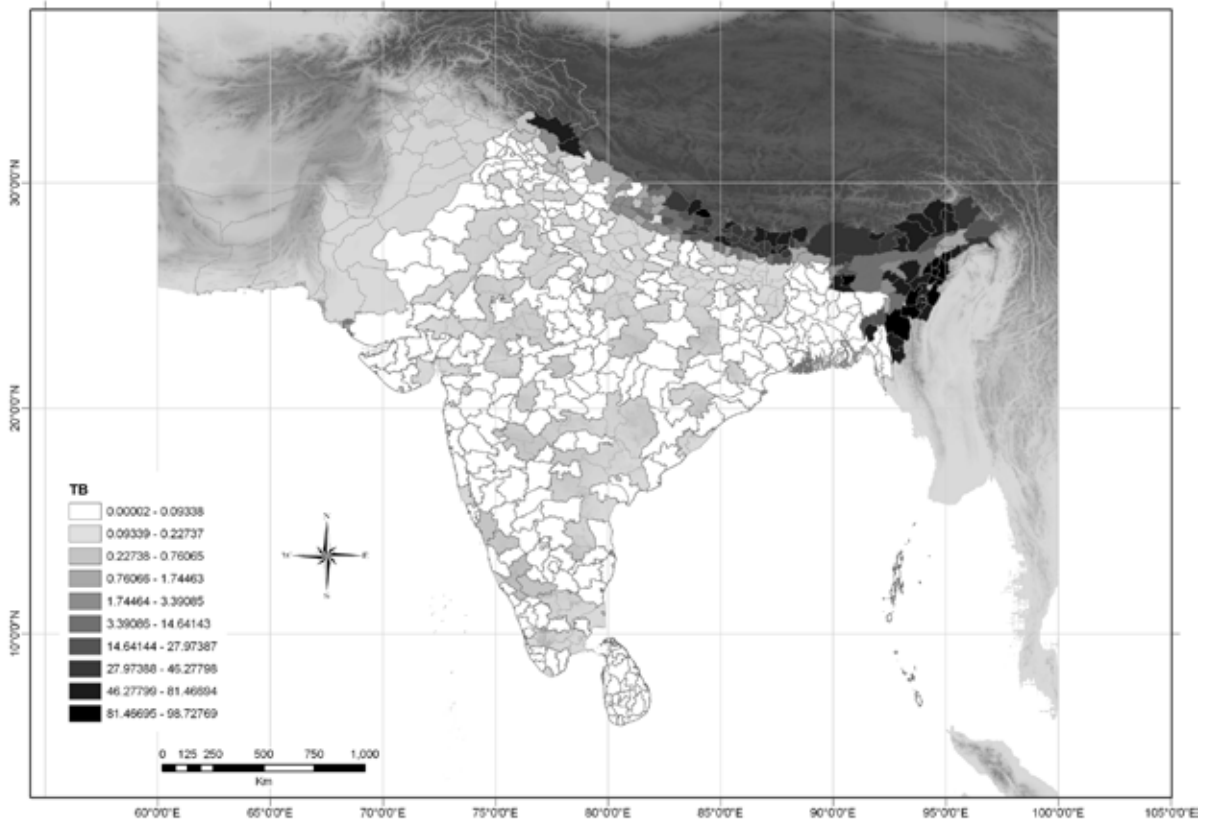 30°0'0"N
20°0'0"N
10°0'0"N
TB
0.00002 - 0.09338
0.09339 - 0.22737
0.22738 - 0.76065
0.76066 - 1.74463
1.74464 - 3.39085
3.39086 - 14.64143
14.64144 - 27.97387
27.97388 - 46.27798
46.27799 - 81.46694
81.46695 - 98.72769
N
W E
S
0 125 250 500 750 1,000
Km
60°0'0"E 65°0'0"E 70°0'0"E 75°0'0"E 80°0'0"E 85°0'0"E 90°0'0"E 95°0'0"E 100°0'0"E 105°0'0"E